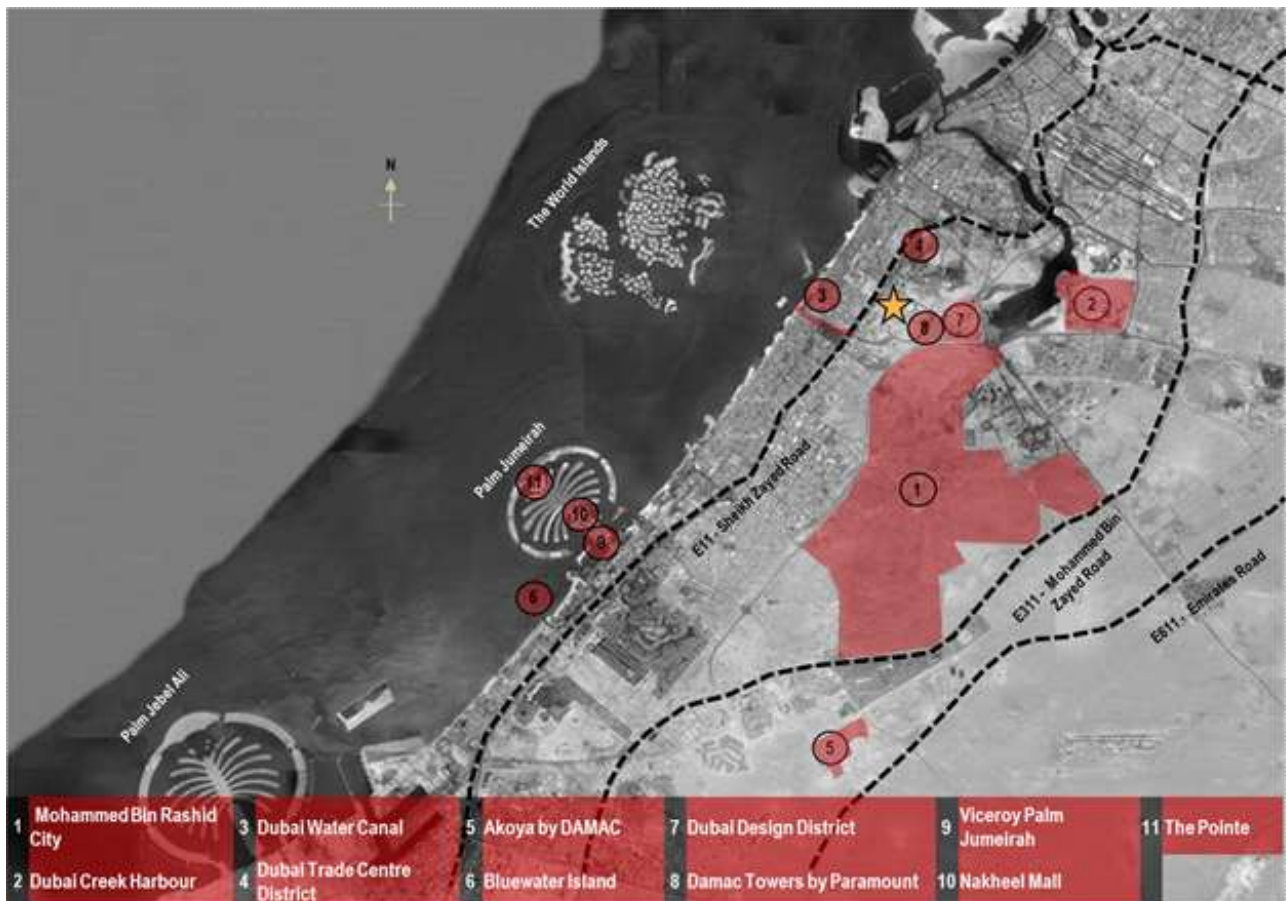 N
The World Islands
4
3
2
8
7
Palm Jumeirah
11
10
9
1
E11 - Sheikh Zayed Road
6
E311 - Mohammed Bin
Zayed Road
E611 - Emirates Road
Palm Jebel Ali
5
1 Mohammed Bin Rashid
City
2 Dubai Creek Harbour
3 Dubai Water Canal
4 Dubai Trade Centre
District
5 Akoya by DAMAC
6 Bluewater Island
7 Dubai Design District
8 Damac Towers by Paramount
9 Viceroy Palm
Jumeirah
10 Nakheel Mall
11 The Pointe